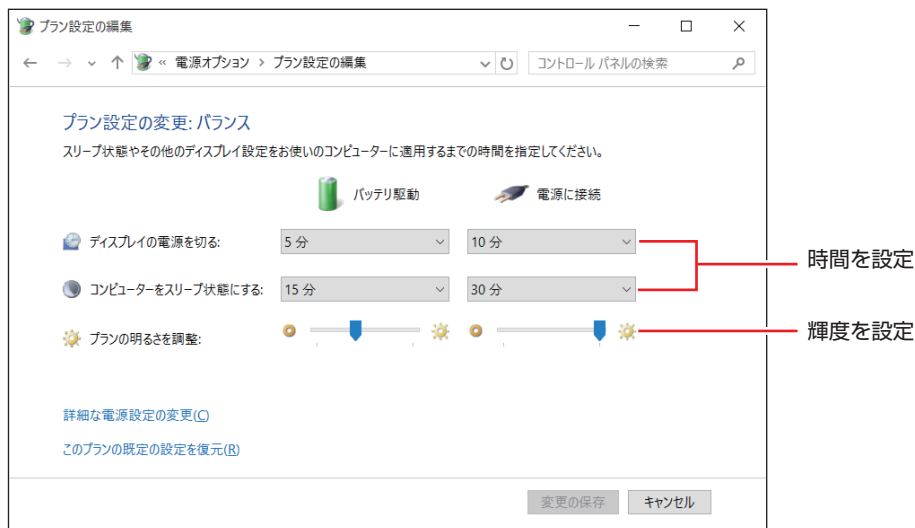 プラン設定の編集
« 電源オプション > プラン設定の編集
コントロール パネルの検索
プラン設定の変更: バランス
スリープ状態やその他のディスプレイ設定をお使いのコンピューターに適用するまでの時間を指定してください。
バッテリ駆動 電源に接続
ディスプレイの電源を切る: 5 分 10 分
時間を設定
コンピューターをスリープ状態にする: 15 分 30 分
プランの明るさを調整:
輝度を設定
詳細な電源設定の変更(C)
このプランの既定の設定を復元(R)
変更の保存 キャンセル